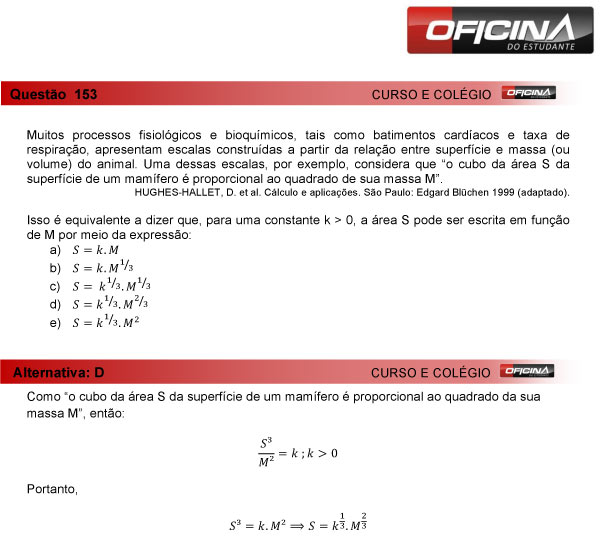 OFICINA
DO ESTUDANTE
Questão 153 CURSO E COLÉGIO OFICINA
Muitos processos fisiológicos e bioquímicos, tais como batimentos cardíacos e taxa de
respiração, apresentam escalas construídas a partir da relação entre superfície e massa (ou
volume) do animal. Uma dessas escalas, por exemplo, considera que “o cubo da área S da
superfície de um mamífero é proporcional ao quadrado de sua massa M”.
HUGHES-HALLET, D. et al. Cálculo e aplicações. São Paulo: Edgard Blüchen 1999 (adaptado).
Isso é equivalente a dizer que, para uma constante k > 0, a área S pode ser escrita em função
de M por meio da expressão:
a) S = k. M
b) S = k. M^1/3
c) S = k^1/3. M^1/3
d) S = k^1/3. M^2/3
e) S = k^1/3. M^2
Alternativa: D CURSO E COLÉGIO OFICINA
Como “o cubo da área S da superfície de um mamífero é proporcional ao quadrado da sua
massa M”, então:
S^3/M^2 = k ; k > 0
Portanto,
S^3 = k. M^2 ⟹ S = k^1/3. M^2/3